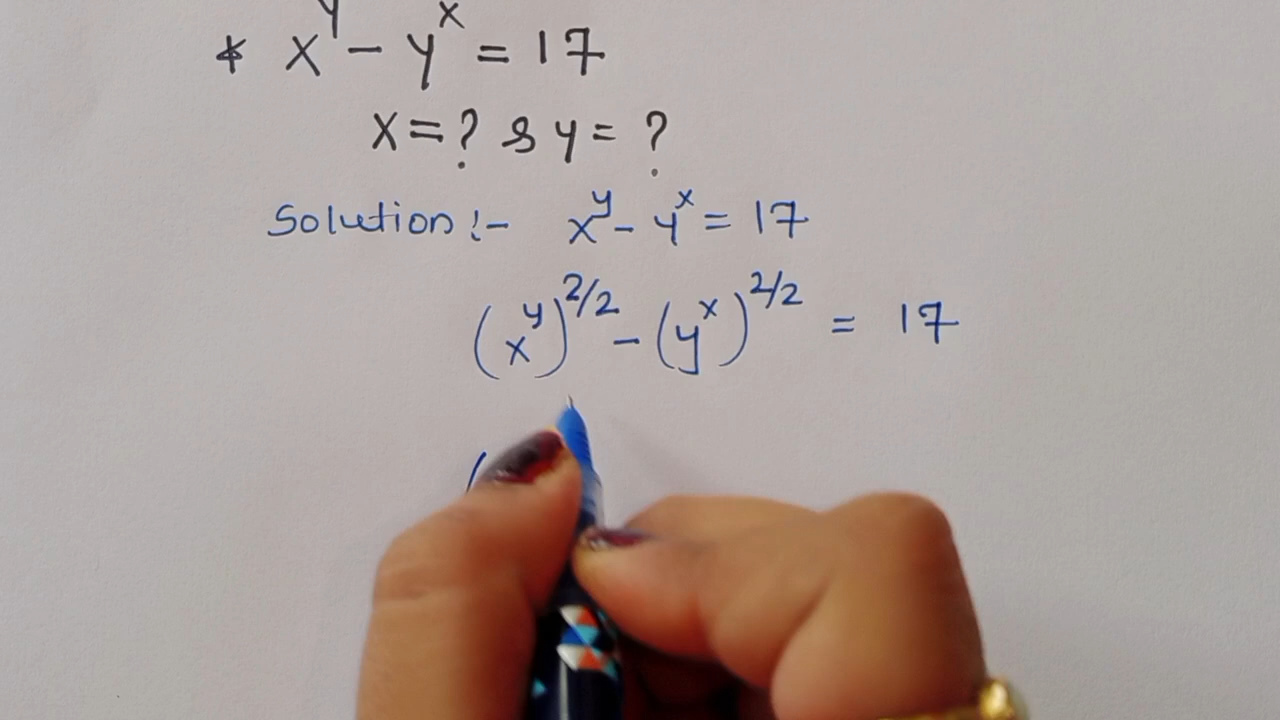 * x^y - y^x = 17
x = ? & y = ?
Solution :- x^y - y^x = 17
(x^y)^2/2 - (y^x)^2/2 = 17
(